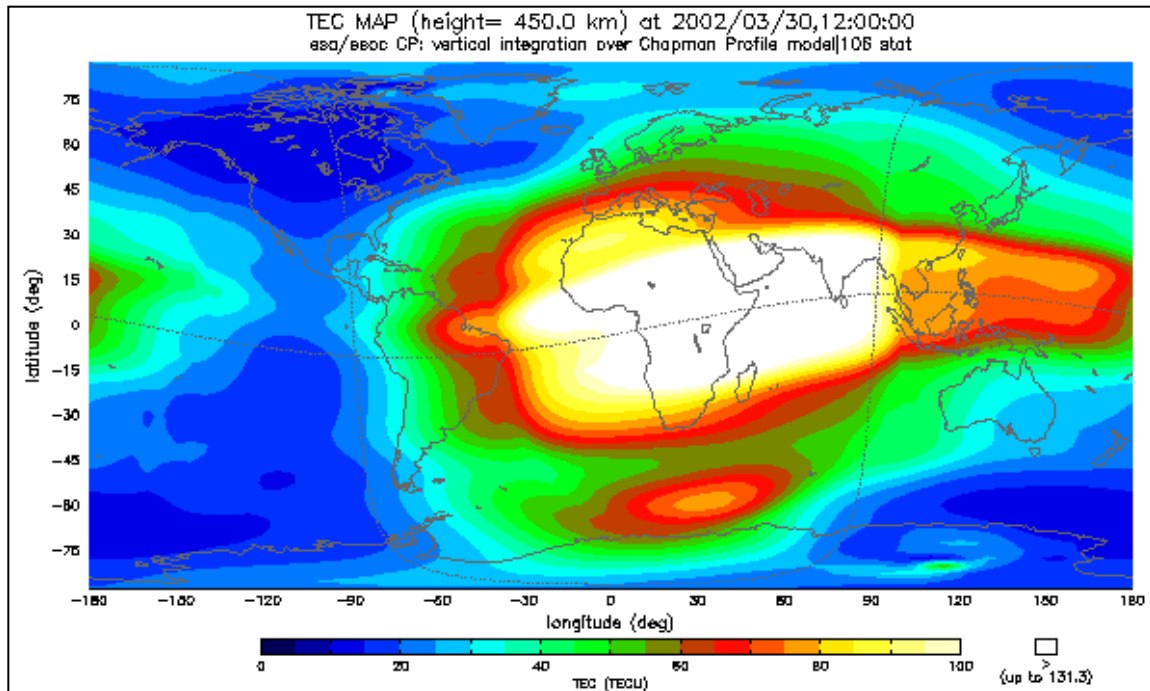 TEC MAP (height= 450.0 km) at 2002/03/30,12:00:00
esa/esoc CP: vertical integration over Chapman Profile model|106 stat
75
60
45
30
15
0
-15
-30
-45
-60
-75
latitude (deg)
-180 -150 -120 -90 -60 -30 0 30 60 90 120 150 180
longitude (deg)
0 20 40 60 80 100
TEC (TECU)
>
(up to 131.3)